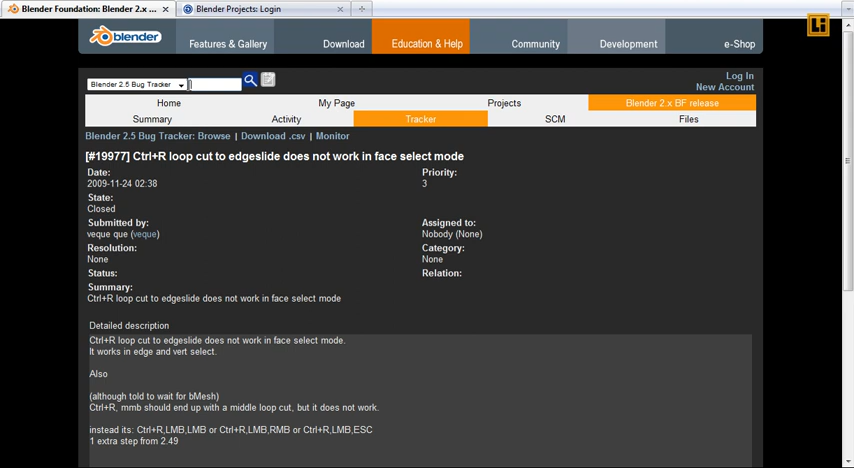 Blender Foundation: Blender 2.x ...
Blender Projects: Login
Li
blender
Features & Gallery
Download
Education & Help
Community
Development
e-Shop
Blender 2.5 Bug Tracker
Log In
New Account
Home
My Page
Projects
Blender 2.x BF release
Summary
Activity
Tracker
SCM
Files
Blender 2.5 Bug Tracker: Browse | Download .csv | Monitor
[#19977] Ctrl+R loop cut to edgeslide does not work in face select mode
Date:
2009-11-24 02:38
Priority:
3
State:
Closed
Submitted by:
veque que (veque)
Assigned to:
Nobody (None)
Resolution:
None
Category:
None
Status:
Relation:
Summary:
Ctrl+R loop cut to edgeslide does not work in face select mode
Detailed description
Ctrl+R loop cut to edgeslide does not work in face select mode.
It works in edge and vert select.
Also
(although told to wait for bMesh)
Ctrl+R, mmb should end up with a middle loop cut, but it does not work.
instead its: Ctrl+R,LMB,LMB or Ctrl+R,LMB,RMB or Ctrl+R,LMB,ESC
1 extra step from 2.49